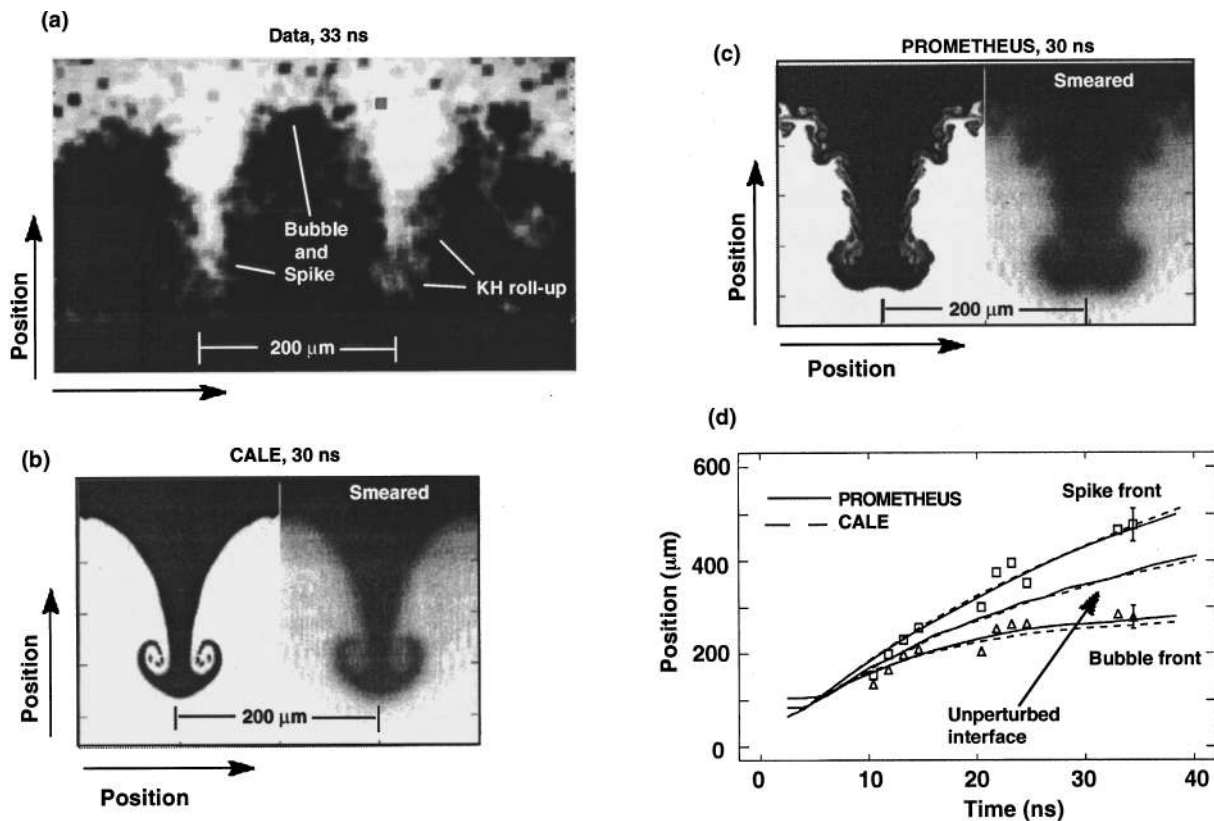 (a)
Data, 33 ns
Bubble
and
Spike
KH roll-up
200 μm
Position
(b)
CALE, 30 ns
Smeared
200 μm
Position
Position
(c)
PROMETHEUS, 30 ns
Smeared
200 μm
Position
Position
(d)
600
400
200
0
Position (μm)
PROMETHEUS
CALE
Spike front
Bubble front
Unperturbed
interface
0 10 20 30 40
Time (ns)